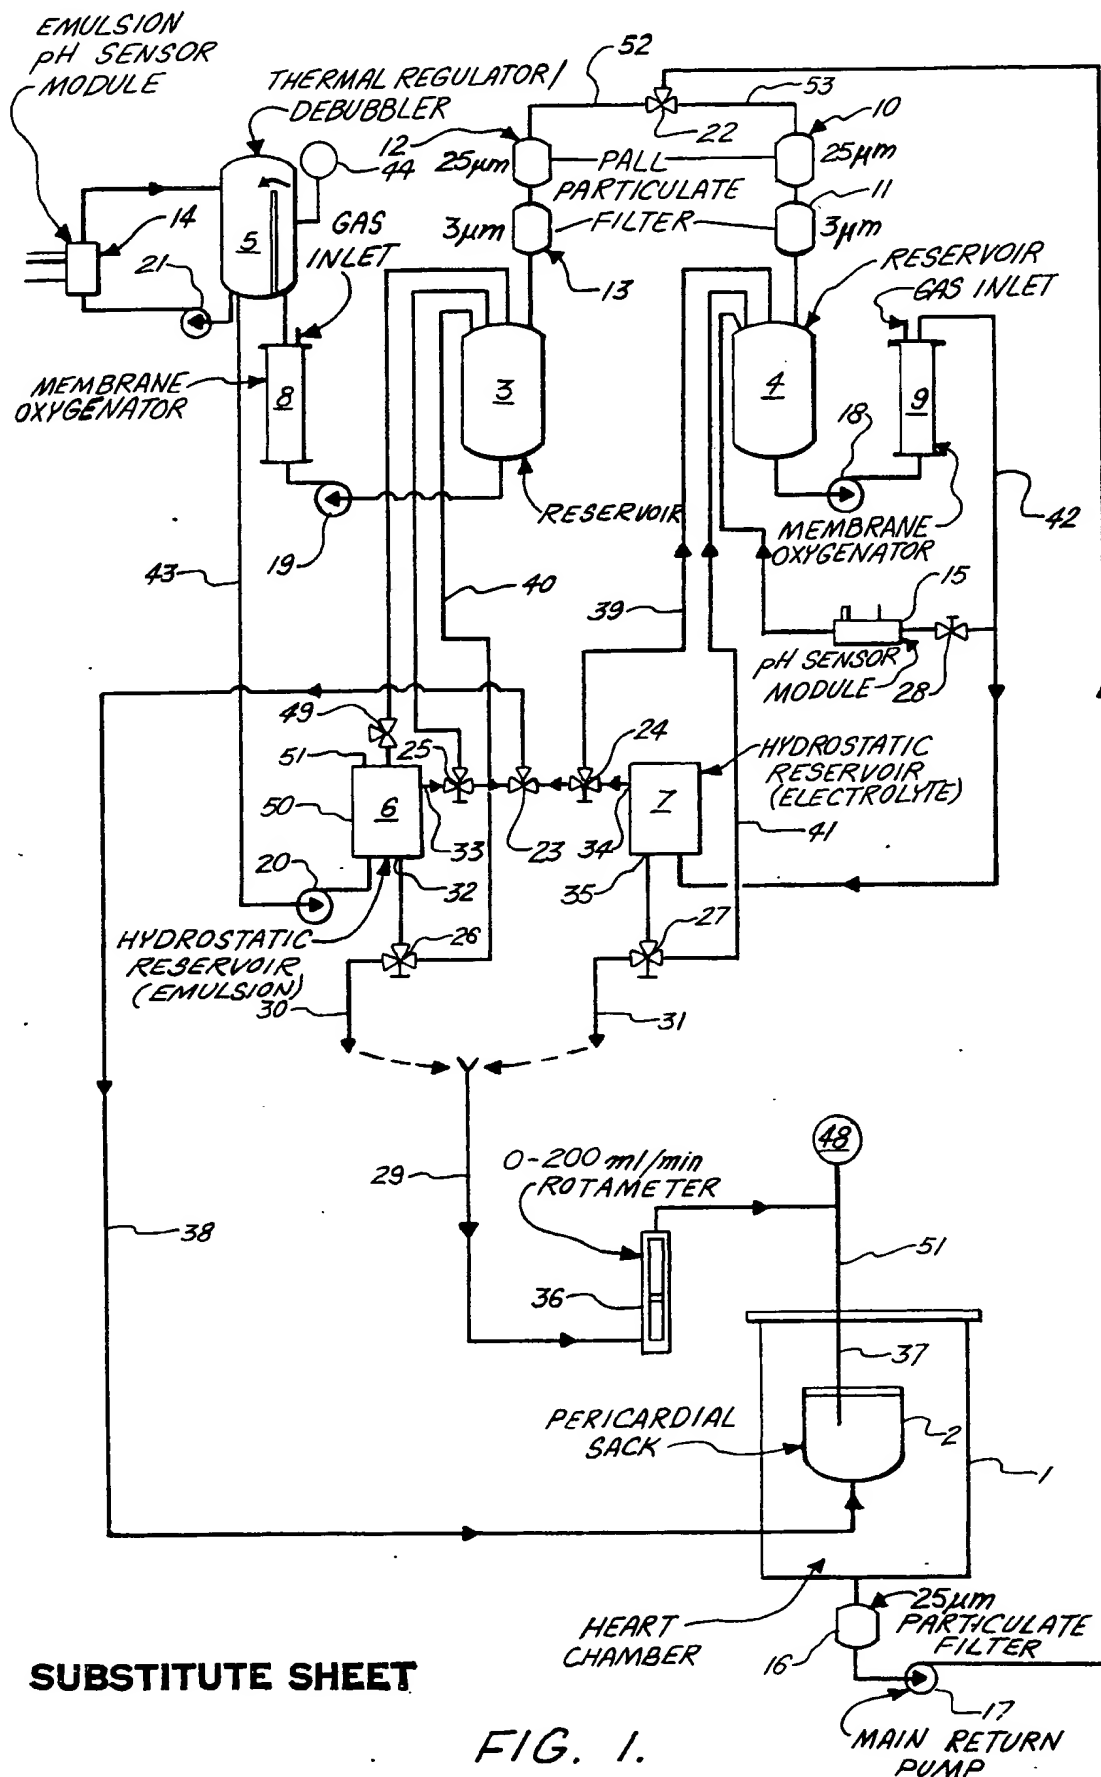 EMULSION
pH SENSOR
MODULE
THERMAL REGULATOR/
DEBUBBLER
52
53
22
12
10
25µm
PALL
25µm
PARTICULATE
11
3µm
FILTER
3µm
44
14
5
GAS
INLET
21
13
RESERVOIR
GAS INLET
MEMBRANE
OXYGENATOR
8
3
4
9
18
19
RESERVOIR
MEMBRANE
OXYGENATOR
42
43
40
39
15
pH SENSOR
MODULE
28
49
25
24
HYDROSTATIC
RESERVOIR
(ELECTROLYTE)
51
50
6
7
33
23
34
41
20
32
35
HYDROSTATIC
RESERVOIR
(EMULSION)
26
27
30
31
48
0-200 ml/min
ROTAMETER
29
38
51
36
37
PERICARDIAL
SACK
2
1
HEART
CHAMBER
25µm
PARTICULATE
FILTER
16
17
MAIN RETURN
PUMP
SUBSTITUTE SHEET
FIG. 1.